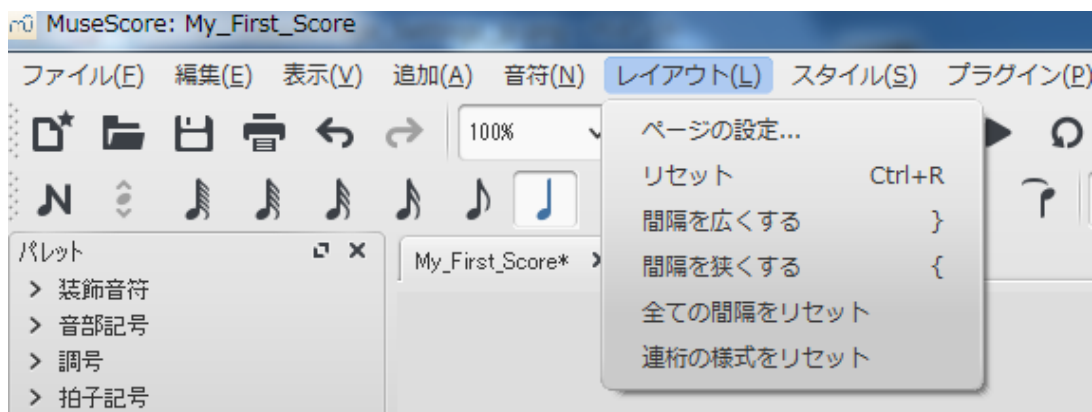 MuseScore: My_First_Score
ファイル(F) 編集(E) 表示(V) 追加(A) 音符(N) レイアウト(L) スタイル(S) プラグイン(P)
100%
ページの設定...
リセット Ctrl+R
間隔を広くする }
間隔を狭くする {
全ての間隔をリセット
連桁の様式をリセット
パレット
My_First_Score*
装飾音符
音部記号
調号
拍子記号